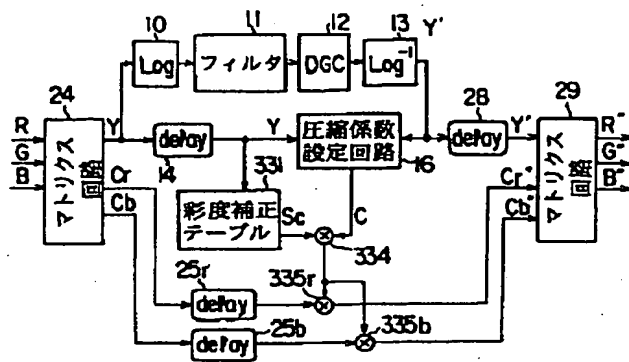 10
11
12
13
Y'
Log
フィルタ
DGC
Log⁻¹
24
R
G
B
マトリクス
回路
Y
delay
14
Y
圧縮係数
設定回路
16
28
delay
Y'
29
マトリクス
回路
R"
G"
B"
Cr
Cb
331
彩度補正
テーブル
Sc
C
334
Cr"
Cb"
25r
delay
335r
25b
delay
335b